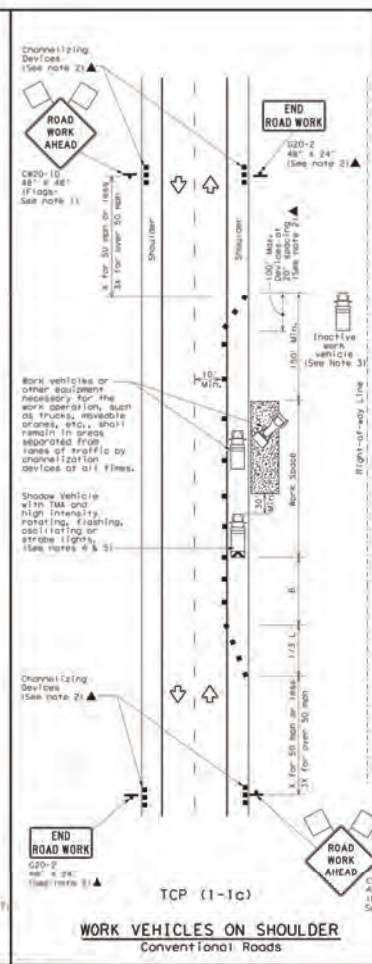 Channelizing
Devices
(See note 2)▲
ROAD
WORK
AHEAD
CW20-1D
48" X 48"
(Flags-
See note 1)
X for 50 mph or less
3X for over 50 mph
Shoulder
Shoulder
END
ROAD WORK
G20-2
48" X 24"
(See note 2)▲
100' Max.
Devices at
20' spacing
(See note 2)▲
150' Min.
Inactive
work
vehicle
(See Note 3)
Right-of-way Line
10'
Min.
Work vehicles or
other equipment
necessary for the
work operation, such
as trucks, moveable
cranes, etc., shall
remain in areas
separated from
lanes of traffic by
channelization
devices at all times.
30'
Min.
Work Space
Shadow Vehicle
with TMA and
high intensity
rotating, flashing,
oscillating or
strobe lights.
(See notes 4 & 5)
B
1/3 L
Channelizing
Devices
(See note 2)▲
X for 50 mph or less
3X for over 50 mph
END
ROAD WORK
G20-2
48" X 24"
(See note 2)▲
ROAD
WORK
AHEAD
TCP (1-1c)
WORK VEHICLES ON SHOULDER
Conventional Roads